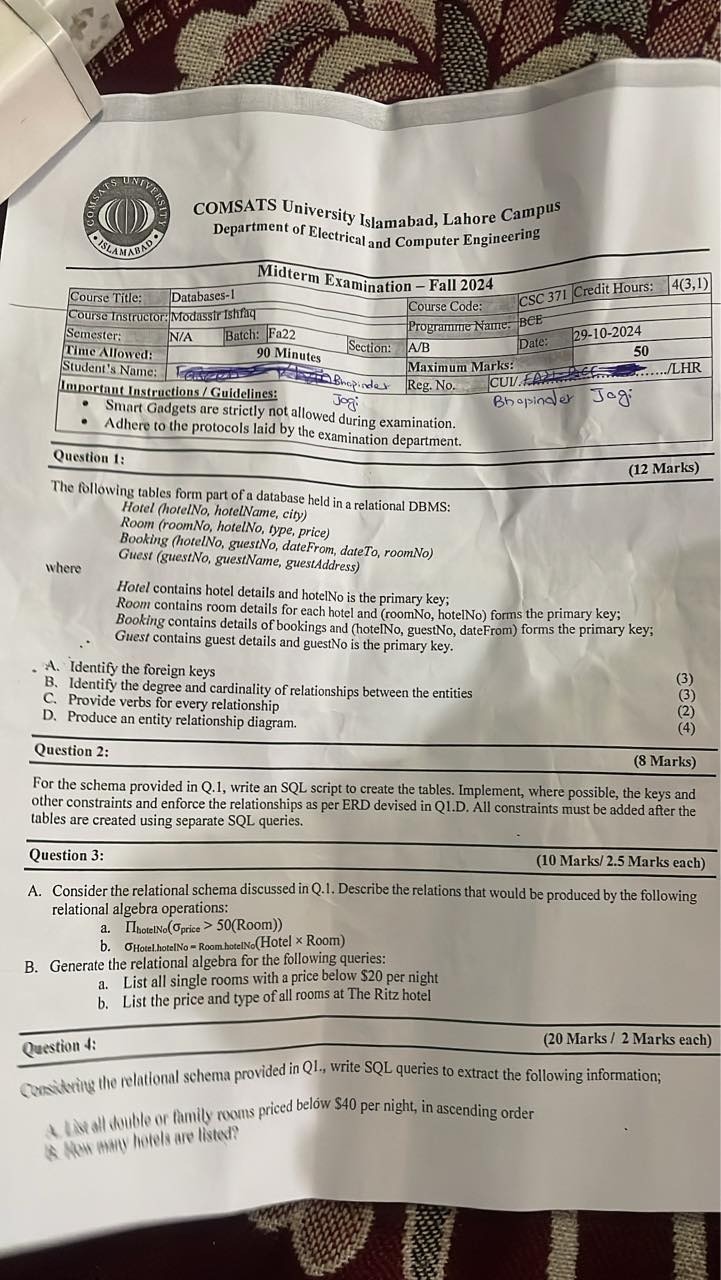 COMSATS UNIVERSITY
ISLAMABAD
COMSATS University Islamabad, Lahore Campus
Department of Electrical and Computer Engineering
Midterm Examination – Fall 2024
Course Title: Databases-1 Course Code: CSC 371 Credit Hours: 4(3,1)
Course Instructor: Modassir Ishfaq Programme Name: BCE
Semester: N/A Batch: Fa22 Section: A/B Date: 29-10-2024
Time Allowed: 90 Minutes Maximum Marks: 50
Student's Name: Bhopinder Jogi Reg. No. CUI/ /LHR
Bhopinder Jogi
Important Instructions / Guidelines:
• Smart Gadgets are strictly not allowed during examination.
• Adhere to the protocols laid by the examination department.
Question 1: (12 Marks)
The following tables form part of a database held in a relational DBMS:
Hotel (hotelNo, hotelName, city)
Room (roomNo, hotelNo, type, price)
Booking (hotelNo, guestNo, dateFrom, dateTo, roomNo)
Guest (guestNo, guestName, guestAddress)
where
Hotel contains hotel details and hotelNo is the primary key;
Room contains room details for each hotel and (roomNo, hotelNo) forms the primary key;
Booking contains details of bookings and (hotelNo, guestNo, dateFrom) forms the primary key;
Guest contains guest details and guestNo is the primary key.
A. Identify the foreign keys (3)
B. Identify the degree and cardinality of relationships between the entities (3)
C. Provide verbs for every relationship (2)
D. Produce an entity relationship diagram. (4)
Question 2: (8 Marks)
For the schema provided in Q.1, write an SQL script to create the tables. Implement, where possible, the keys and
other constraints and enforce the relationships as per ERD devised in Q1.D. All constraints must be added after the
tables are created using separate SQL queries.
Question 3: (10 Marks/ 2.5 Marks each)
A. Consider the relational schema discussed in Q.1. Describe the relations that would be produced by the following
relational algebra operations:
a. ΠhotelNo(σprice > 50(Room))
b. σHotel.hotelNo = Room.hotelNo(Hotel × Room)
B. Generate the relational algebra for the following queries:
a. List all single rooms with a price below $20 per night
b. List the price and type of all rooms at The Ritz hotel
Question 4: (20 Marks / 2 Marks each)
Considering the relational schema provided in Q1., write SQL queries to extract the following information;
A. List all double or family rooms priced below $40 per night, in ascending order
B. How many hotels are listed?